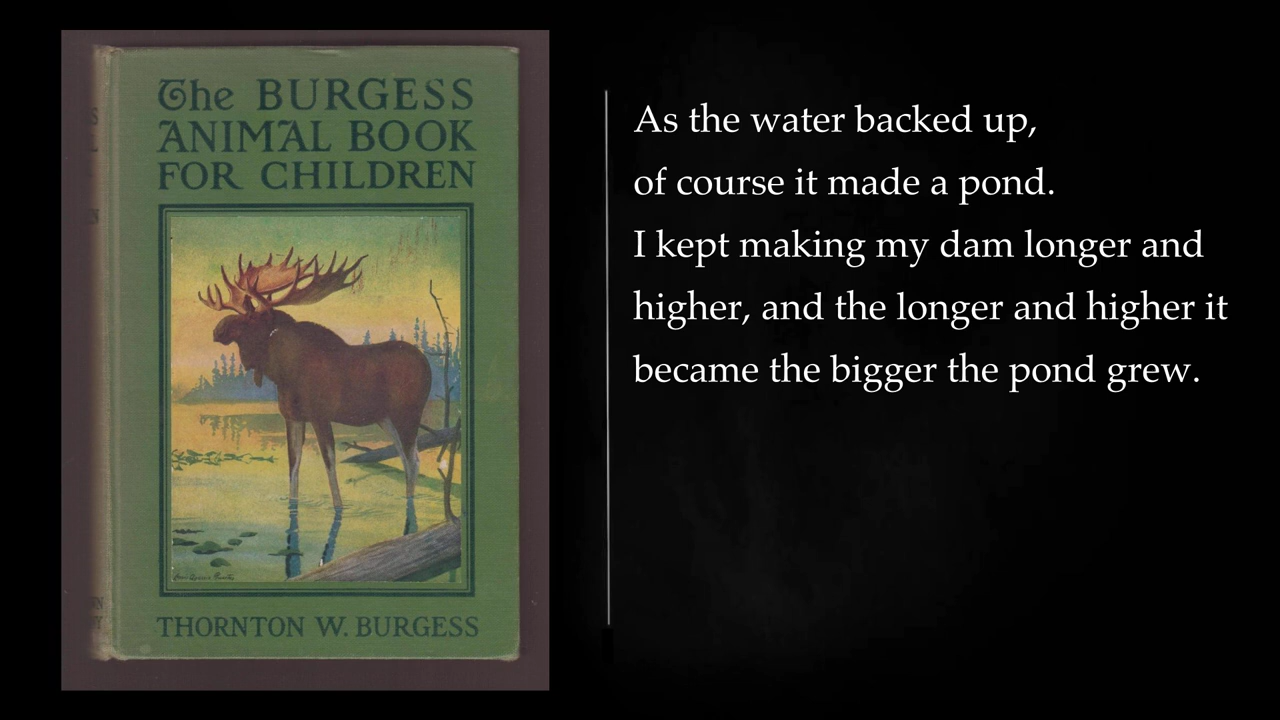 The BURGESS
ANIMAL BOOK
FOR CHILDREN
THORNTON W. BURGESS
As the water backed up,
of course it made a pond.
I kept making my dam longer and
higher, and the longer and higher it
became the bigger the pond grew.